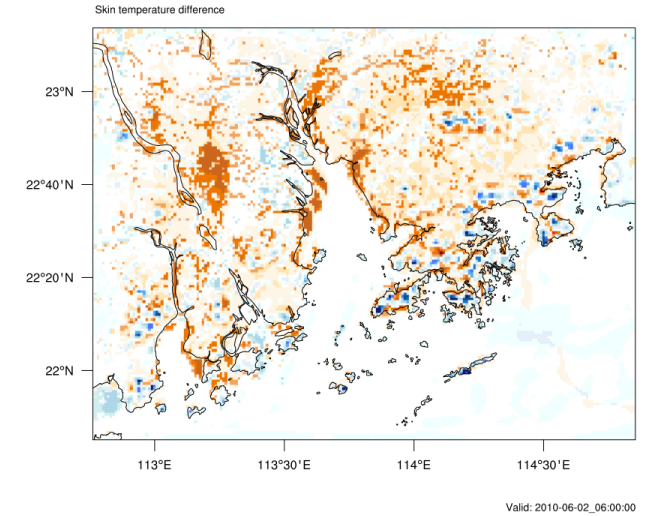 Skin temperature difference
23°N
22°40'N
22°20'N
22°N
113°E
113°30'E
114°E
114°30'E
Valid: 2010-06-02_06:00:00